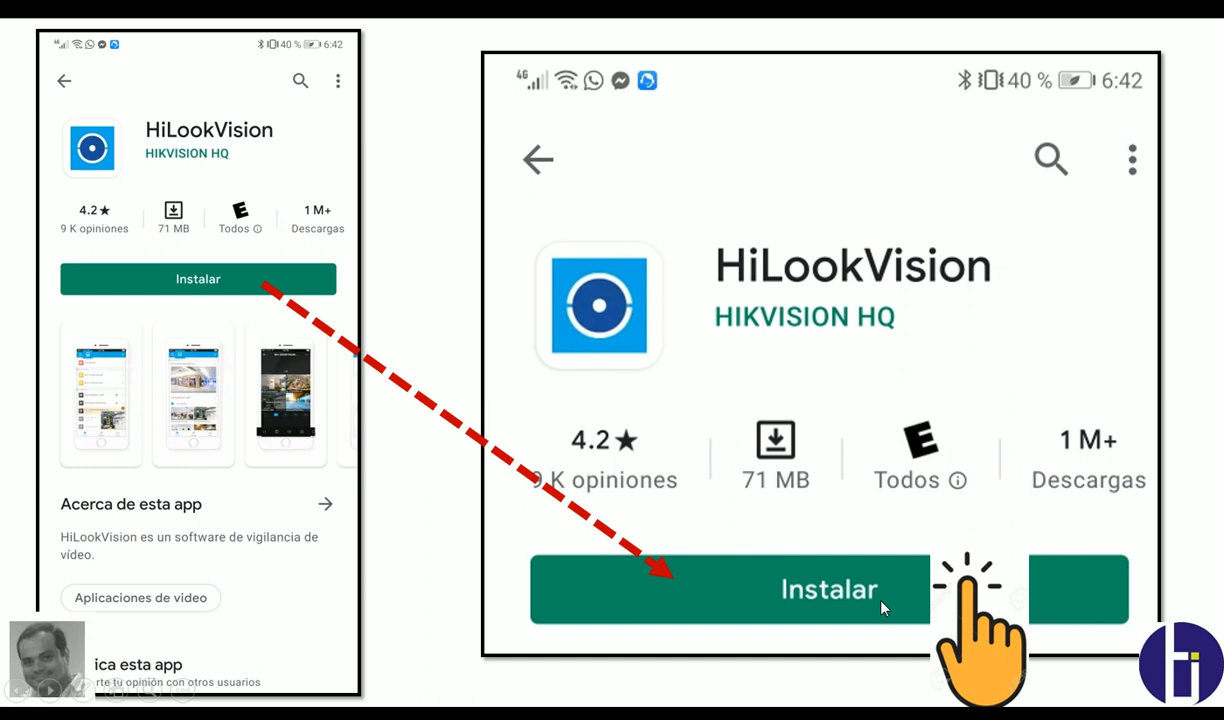 40 % 6:42
HiLookVision
HIKVISION HQ
4.2★
9 K opiniones
71 MB
Todos
1 M+
Descargas
Instalar
Acerca de esta app
HiLookVision es un software de vigilancia de
vídeo.
Aplicaciones de video
ica esta app
rte tu opinión con otros usuarios
4G 40 % 6:42
HiLookVision
HIKVISION HQ
4.2★
9 K opiniones
71 MB
E
Todos
1 M+
Descargas
Instalar
hj